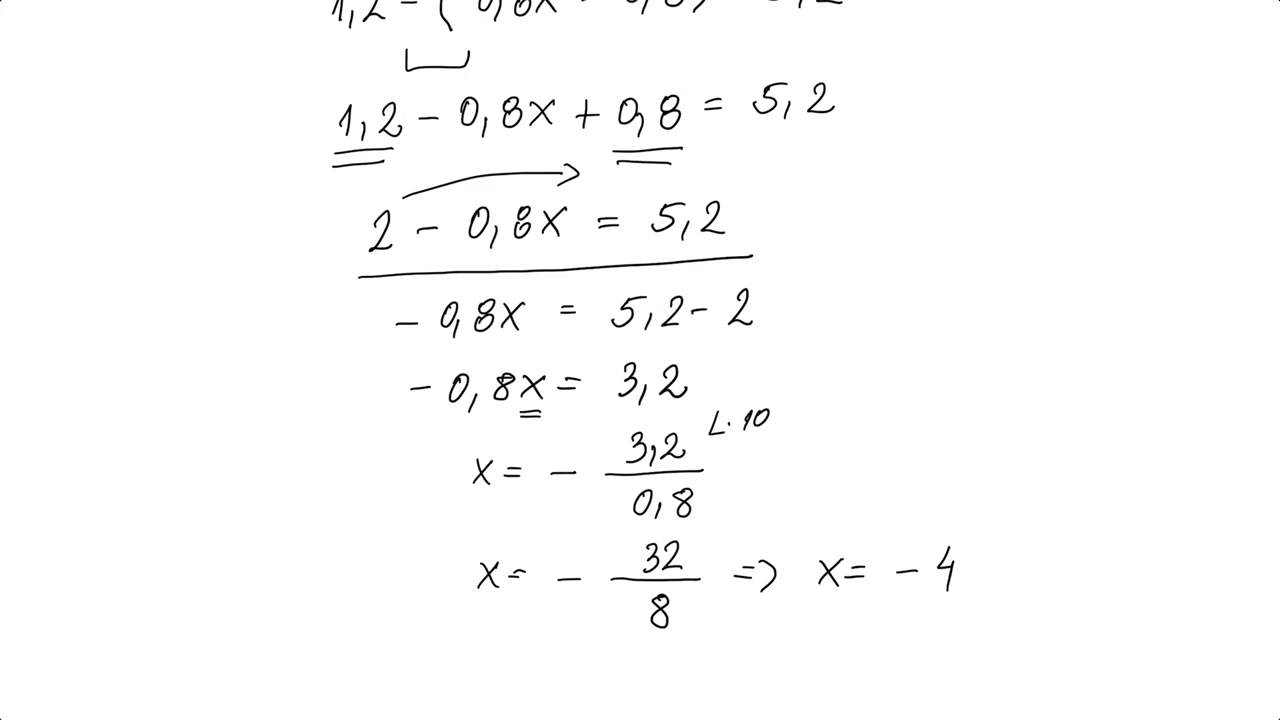 1,2 - 0,8x + 0,8 = 5,2
2 - 0,8x = 5,2
- 0,8x = 5,2 - 2
- 0,8x = 3,2
x = - 3,2/0,8 L·10
x = - 32/8 => x = - 4